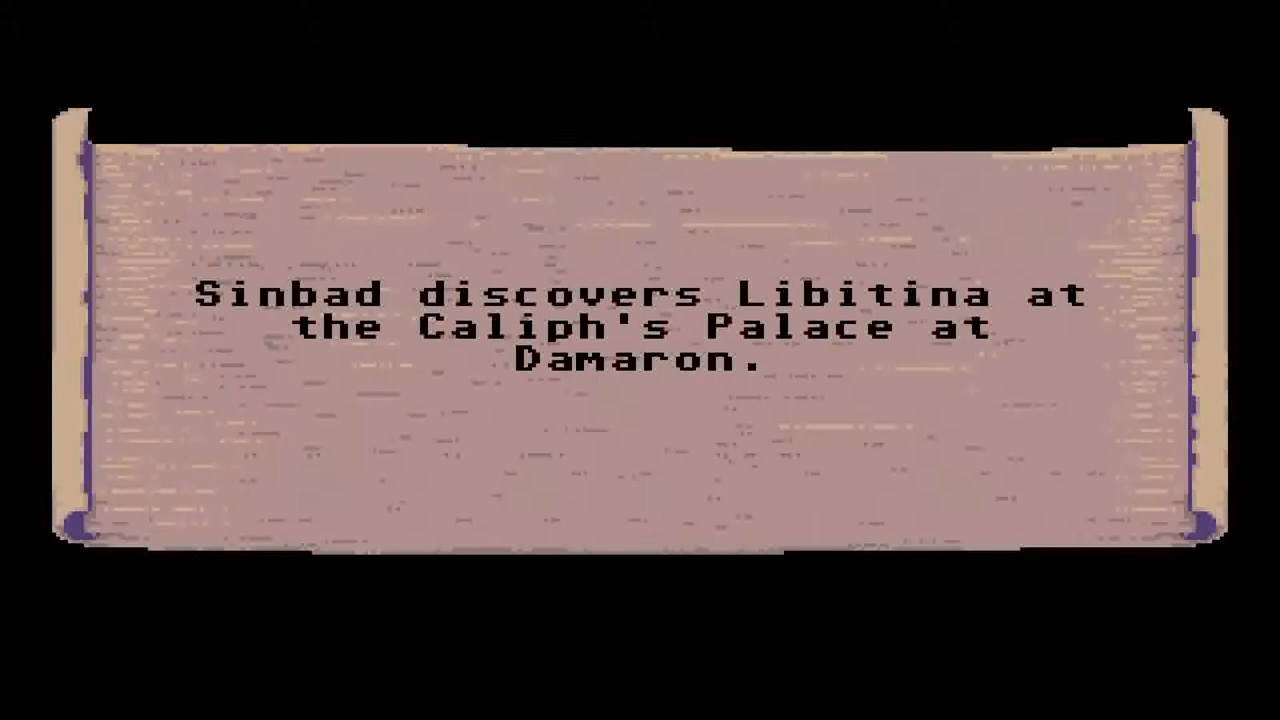 Sinbad discovers Libitina at
the Caliph's Palace at
Damaron.